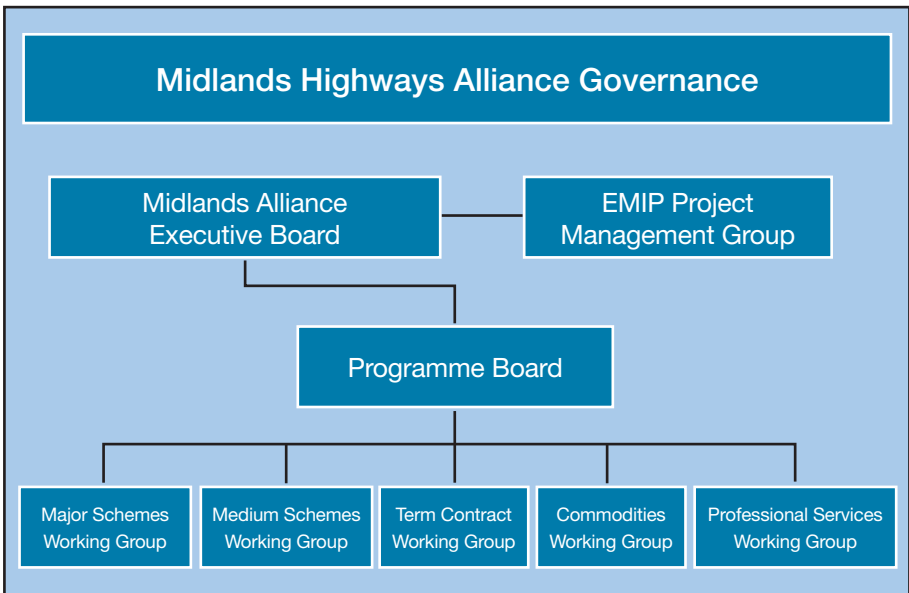 Midlands Highways Alliance Governance
Midlands Alliance
Executive Board
EMIP Project
Management Group
Programme Board
Major Schemes
Working Group
Medium Schemes
Working Group
Term Contract
Working Group
Commodities
Working Group
Professional Services
Working Group